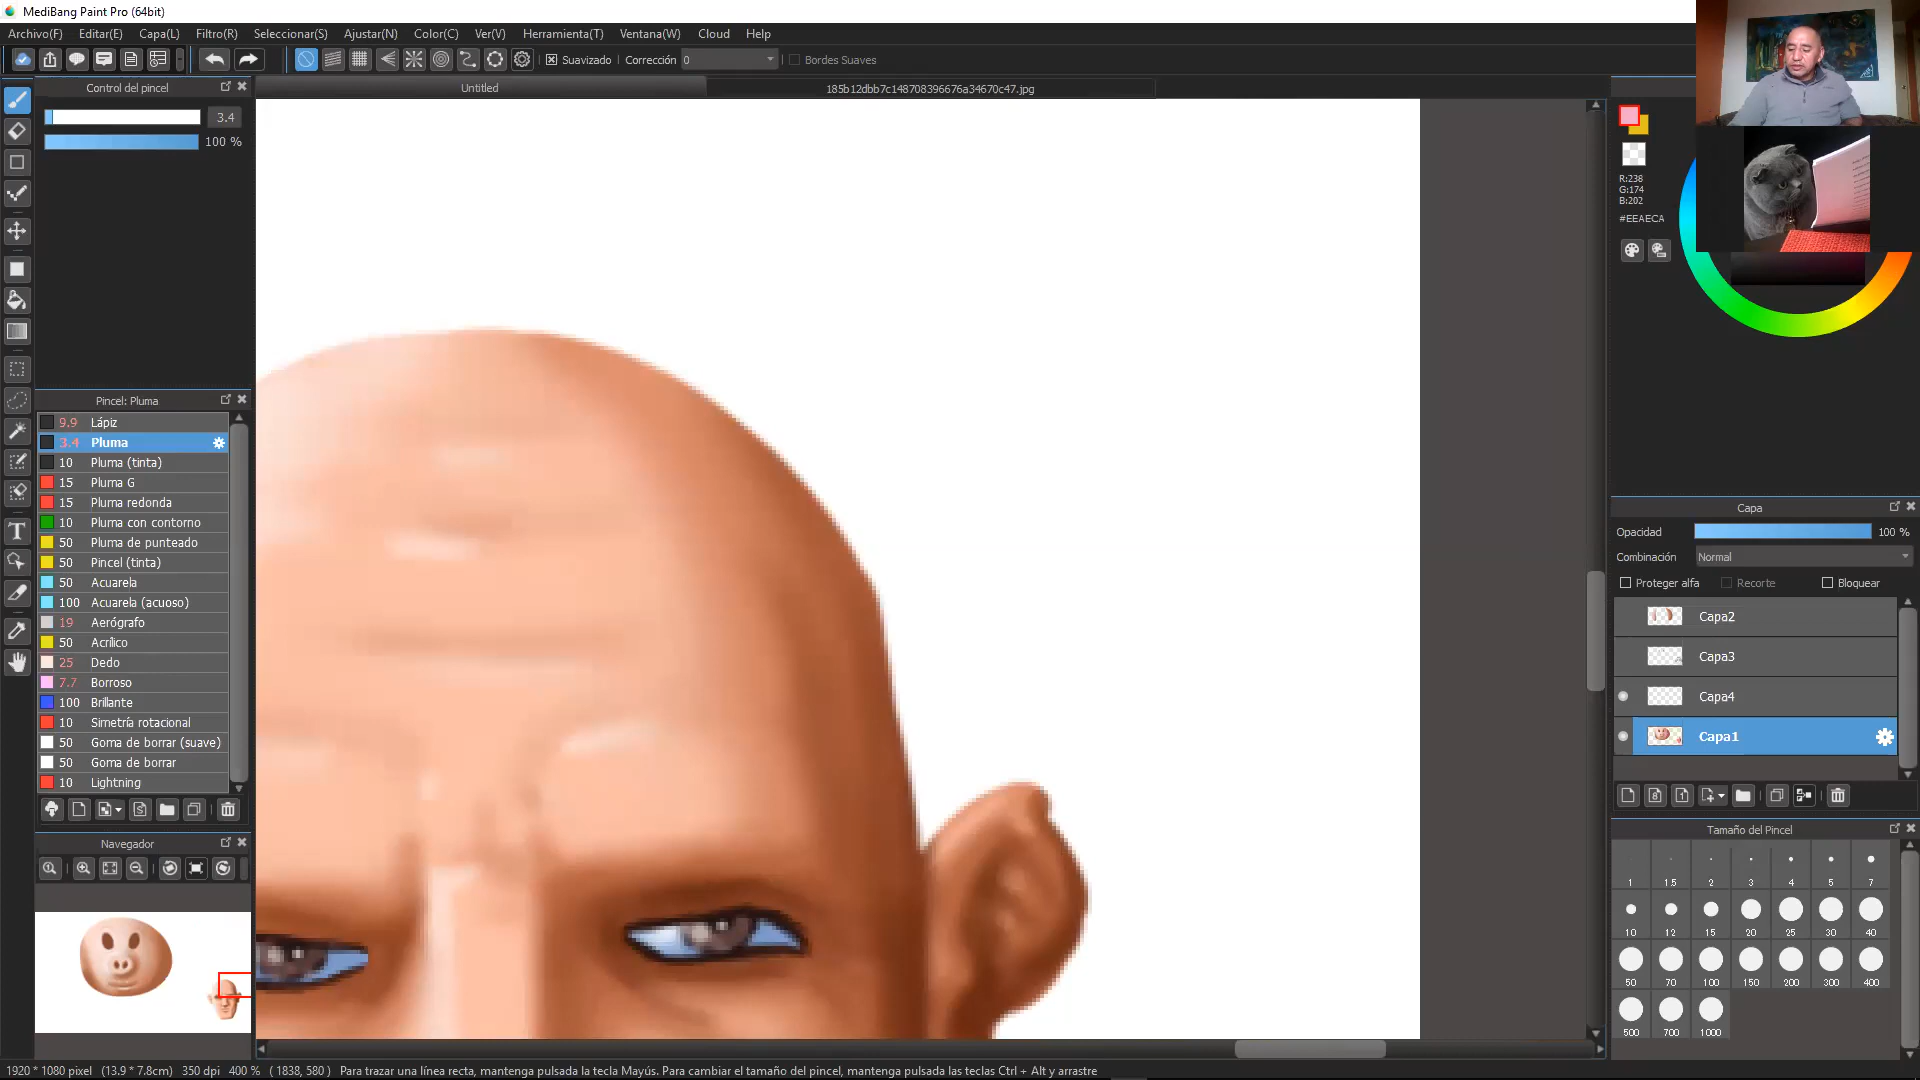 MediBang Paint Pro (64bit)
Archivo(F) Editar(E) Capa(L) Filtro(R) Seleccionar(S) Ajustar(N) Color(C) Ver(V) Herramienta(T) Ventana(W) Cloud Help
Suavizado Corrección 0 Bordes Suaves
Control del pincel
Untitled
185b12dbb7c148708396676a34670c47.jpg
3.4
100 %
R:238
G:174
B:202
#EEAECA
Pincel: Pluma
9.9 Lápiz
3.4 Pluma
10 Pluma (tinta)
15 Pluma G
15 Pluma redonda
10 Pluma con contorno
50 Pluma de punteado
50 Pincel (tinta)
50 Acuarela
100 Acuarela (acuoso)
19 Aerógrafo
50 Acrílico
25 Dedo
7.7 Borroso
100 Brillante
10 Simetría rotacional
50 Goma de borrar (suave)
50 Goma de borrar
10 Lightning
Navegador
Capa
Opacidad 100 %
Combinación Normal
Proteger alfa Recorte Bloquear
Capa2
Capa3
Capa4
Capa1
Tamaño del Pincel
1 1.5 2 3 4 5 7
10 12 15 20 25 30 40
50 70 100 150 200 300 400
500 700 1000
1920 * 1080 pixel (13.9 * 7.8cm) 350 dpi 400 % ( 1838, 580 ) Para trazar una línea recta, mantenga pulsada la tecla Mayús. Para cambiar el tamaño del pincel, mantenga pulsada las teclas Ctrl + Alt y arrastre